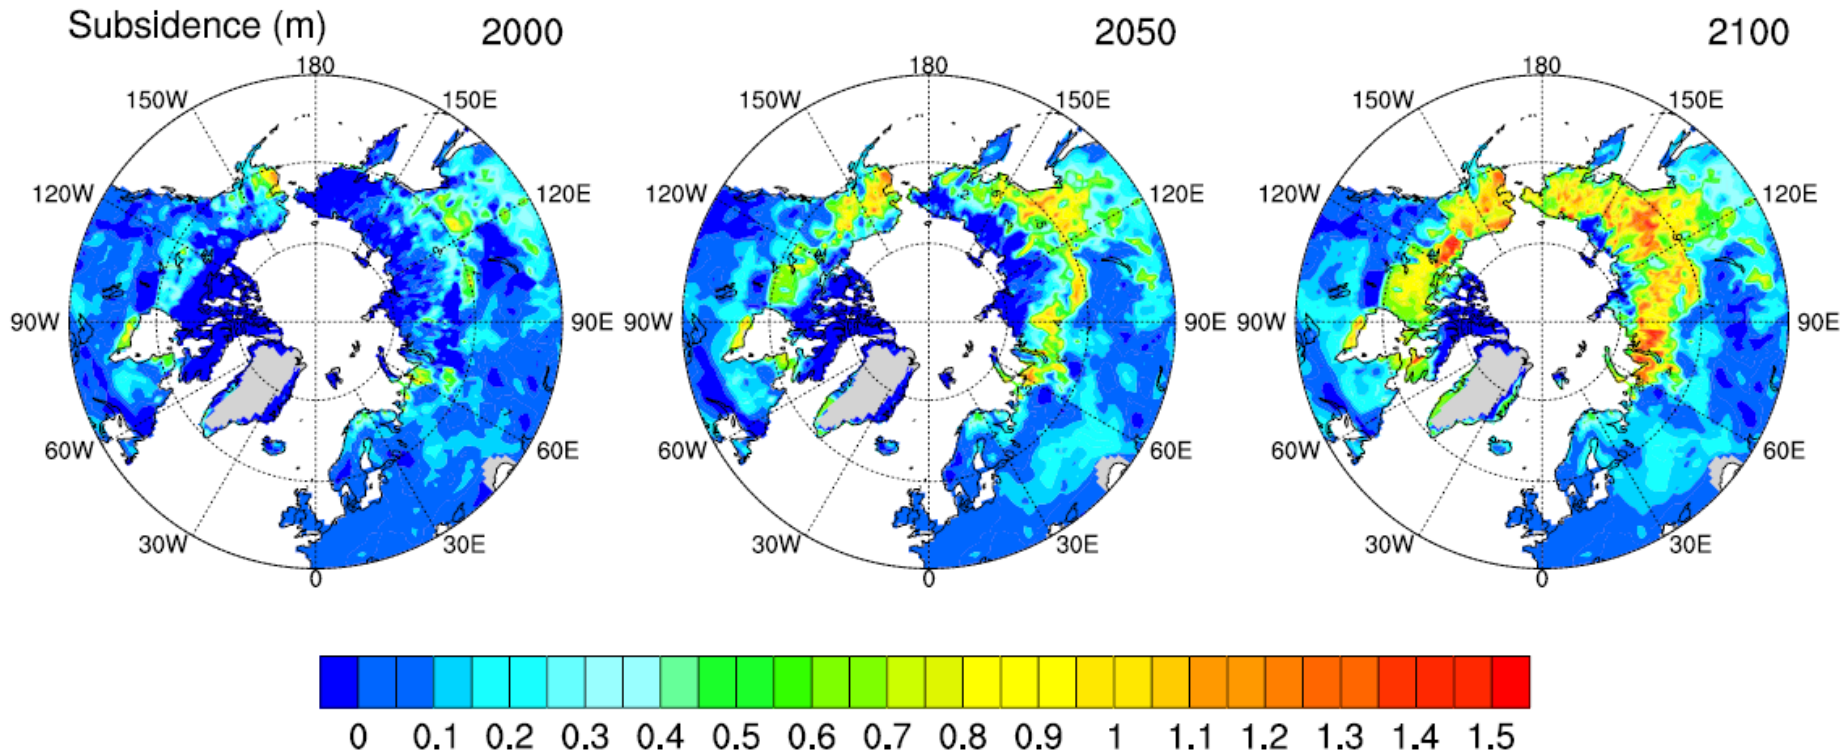 Subsidence (m) 2000 2050 2100
180 180 180
150W 150E 150W 150E 150W 150E
120W 120E 120W 120E 120W 120E
90W 90E 90W 90E 90W 90E
60W 60E 60W 60E 60W 60E
30W 30E 30W 30E 30W 30E
0 0 0
0 0.1 0.2 0.3 0.4 0.5 0.6 0.7 0.8 0.9 1 1.1 1.2 1.3 1.4 1.5